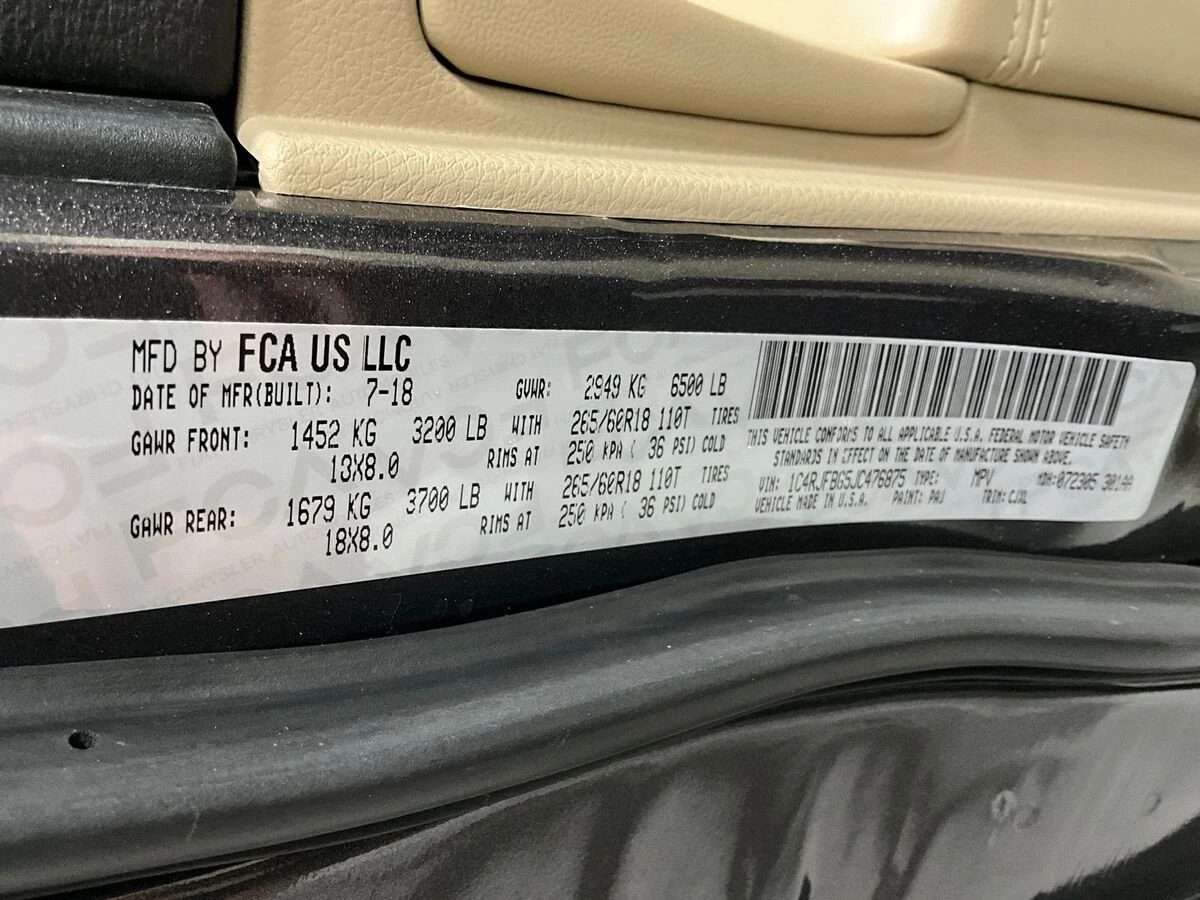 MFD BY FCA US LLC
DATE OF MFR(BUILT): 7-18 GVWR: 2949 KG 6500 LB
GAWR FRONT: 1452 KG 3200 LB WITH 265/60R18 110T TIRES
13X8.0 RIMS AT 250 KPA ( 36 PSI) COLD
GAWR REAR: 1679 KG 3700 LB WITH 265/60R18 110T TIRES
18X8.0 RIMS AT 250 KPA ( 36 PSI) COLD
THIS VEHICLE CONFORMS TO ALL APPLICABLE U.S.A. FEDERAL MOTOR VEHICLE SAFETY
STANDARDS IN EFFECT ON THE DATE OF MANUFACTURE SHOWN ABOVE.
VIN: 1C4RJFBG5JC476875 TYPE: MPV MDH:072305 301AA
VEHICLE MADE IN U.S.A. PAINT: PAU TRIM: CJXL